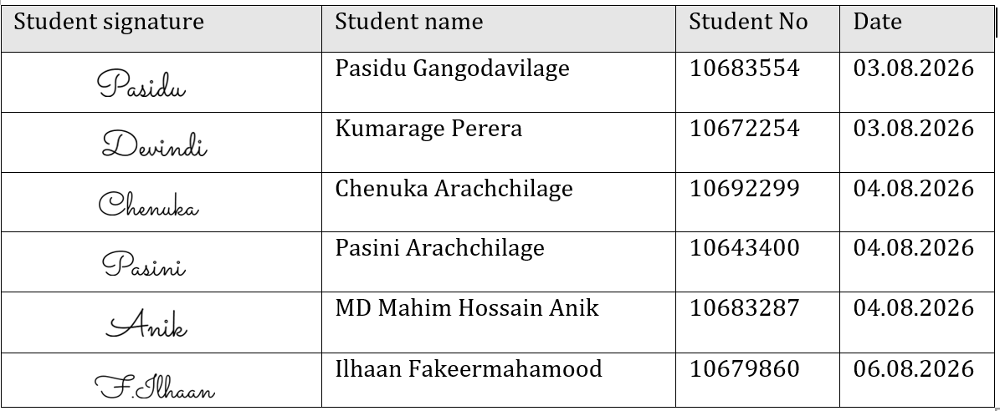 Student signature Student name Student No Date
Pasidu Pasidu Gangodavilage 10683554 03.08.2026
Devindi Kumarage Perera 10672254 03.08.2026
Chenuka Chenuka Arachchilage 10692299 04.08.2026
Pasini Pasini Arachchilage 10643400 04.08.2026
Anik MD Mahim Hossain Anik 10683287 04.08.2026
F.Ilhaan Ilhaan Fakeermahamood 10679860 06.08.2026